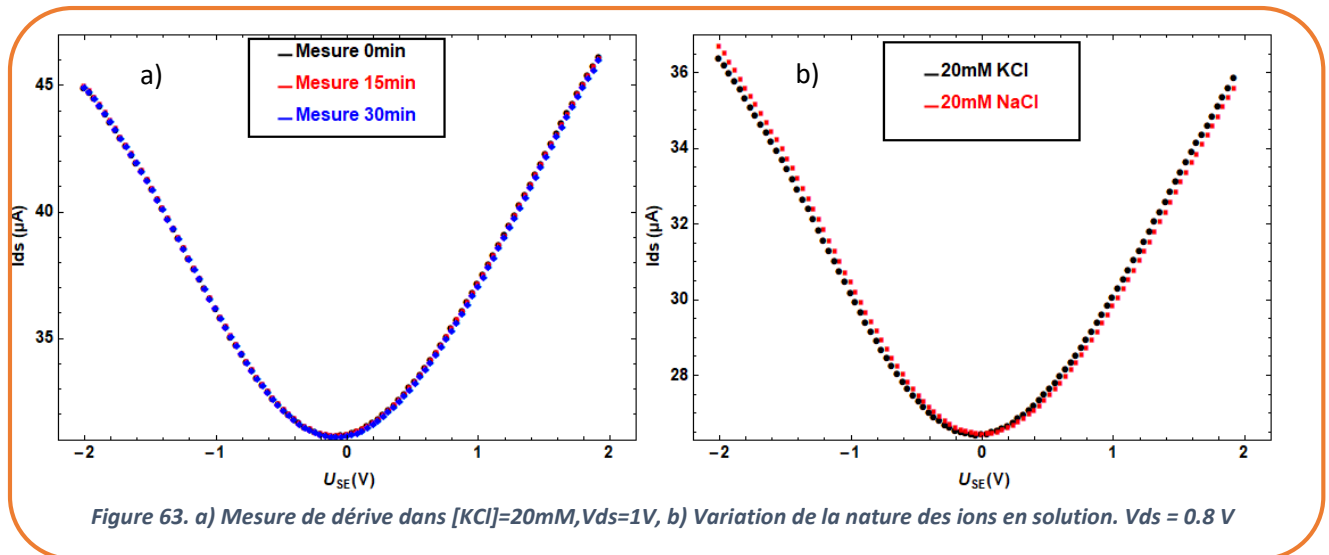 a)
Mesure 0min
Mesure 15min
Mesure 30min
45
40
35
Ids (µA)
−2 −1 0 1 2
U_SE(V)
b)
20mM KCl
20mM NaCl
36
34
32
30
28
Ids (µA)
−2 −1 0 1 2
U_SE(V)
Figure 63. a) Mesure de dérive dans [KCl]=20mM,Vds=1V, b) Variation de la nature des ions en solution. Vds = 0.8 V